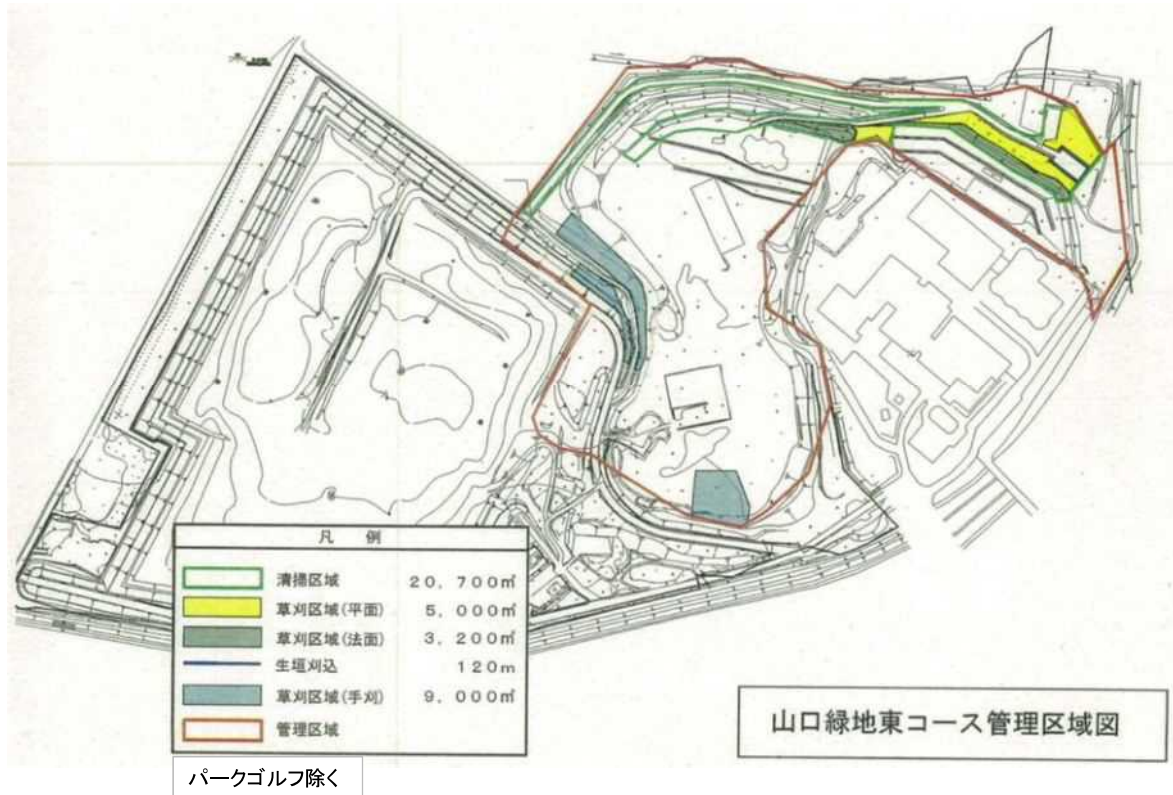 凡 例
清掃区域 20,700㎡
草刈区域(平面) 5,000㎡
草刈区域(法面) 3,200㎡
生垣刈込 120m
草刈区域(手刈) 9,000㎡
管理区域
山口緑地東コース管理区域図
パークゴルフ除く